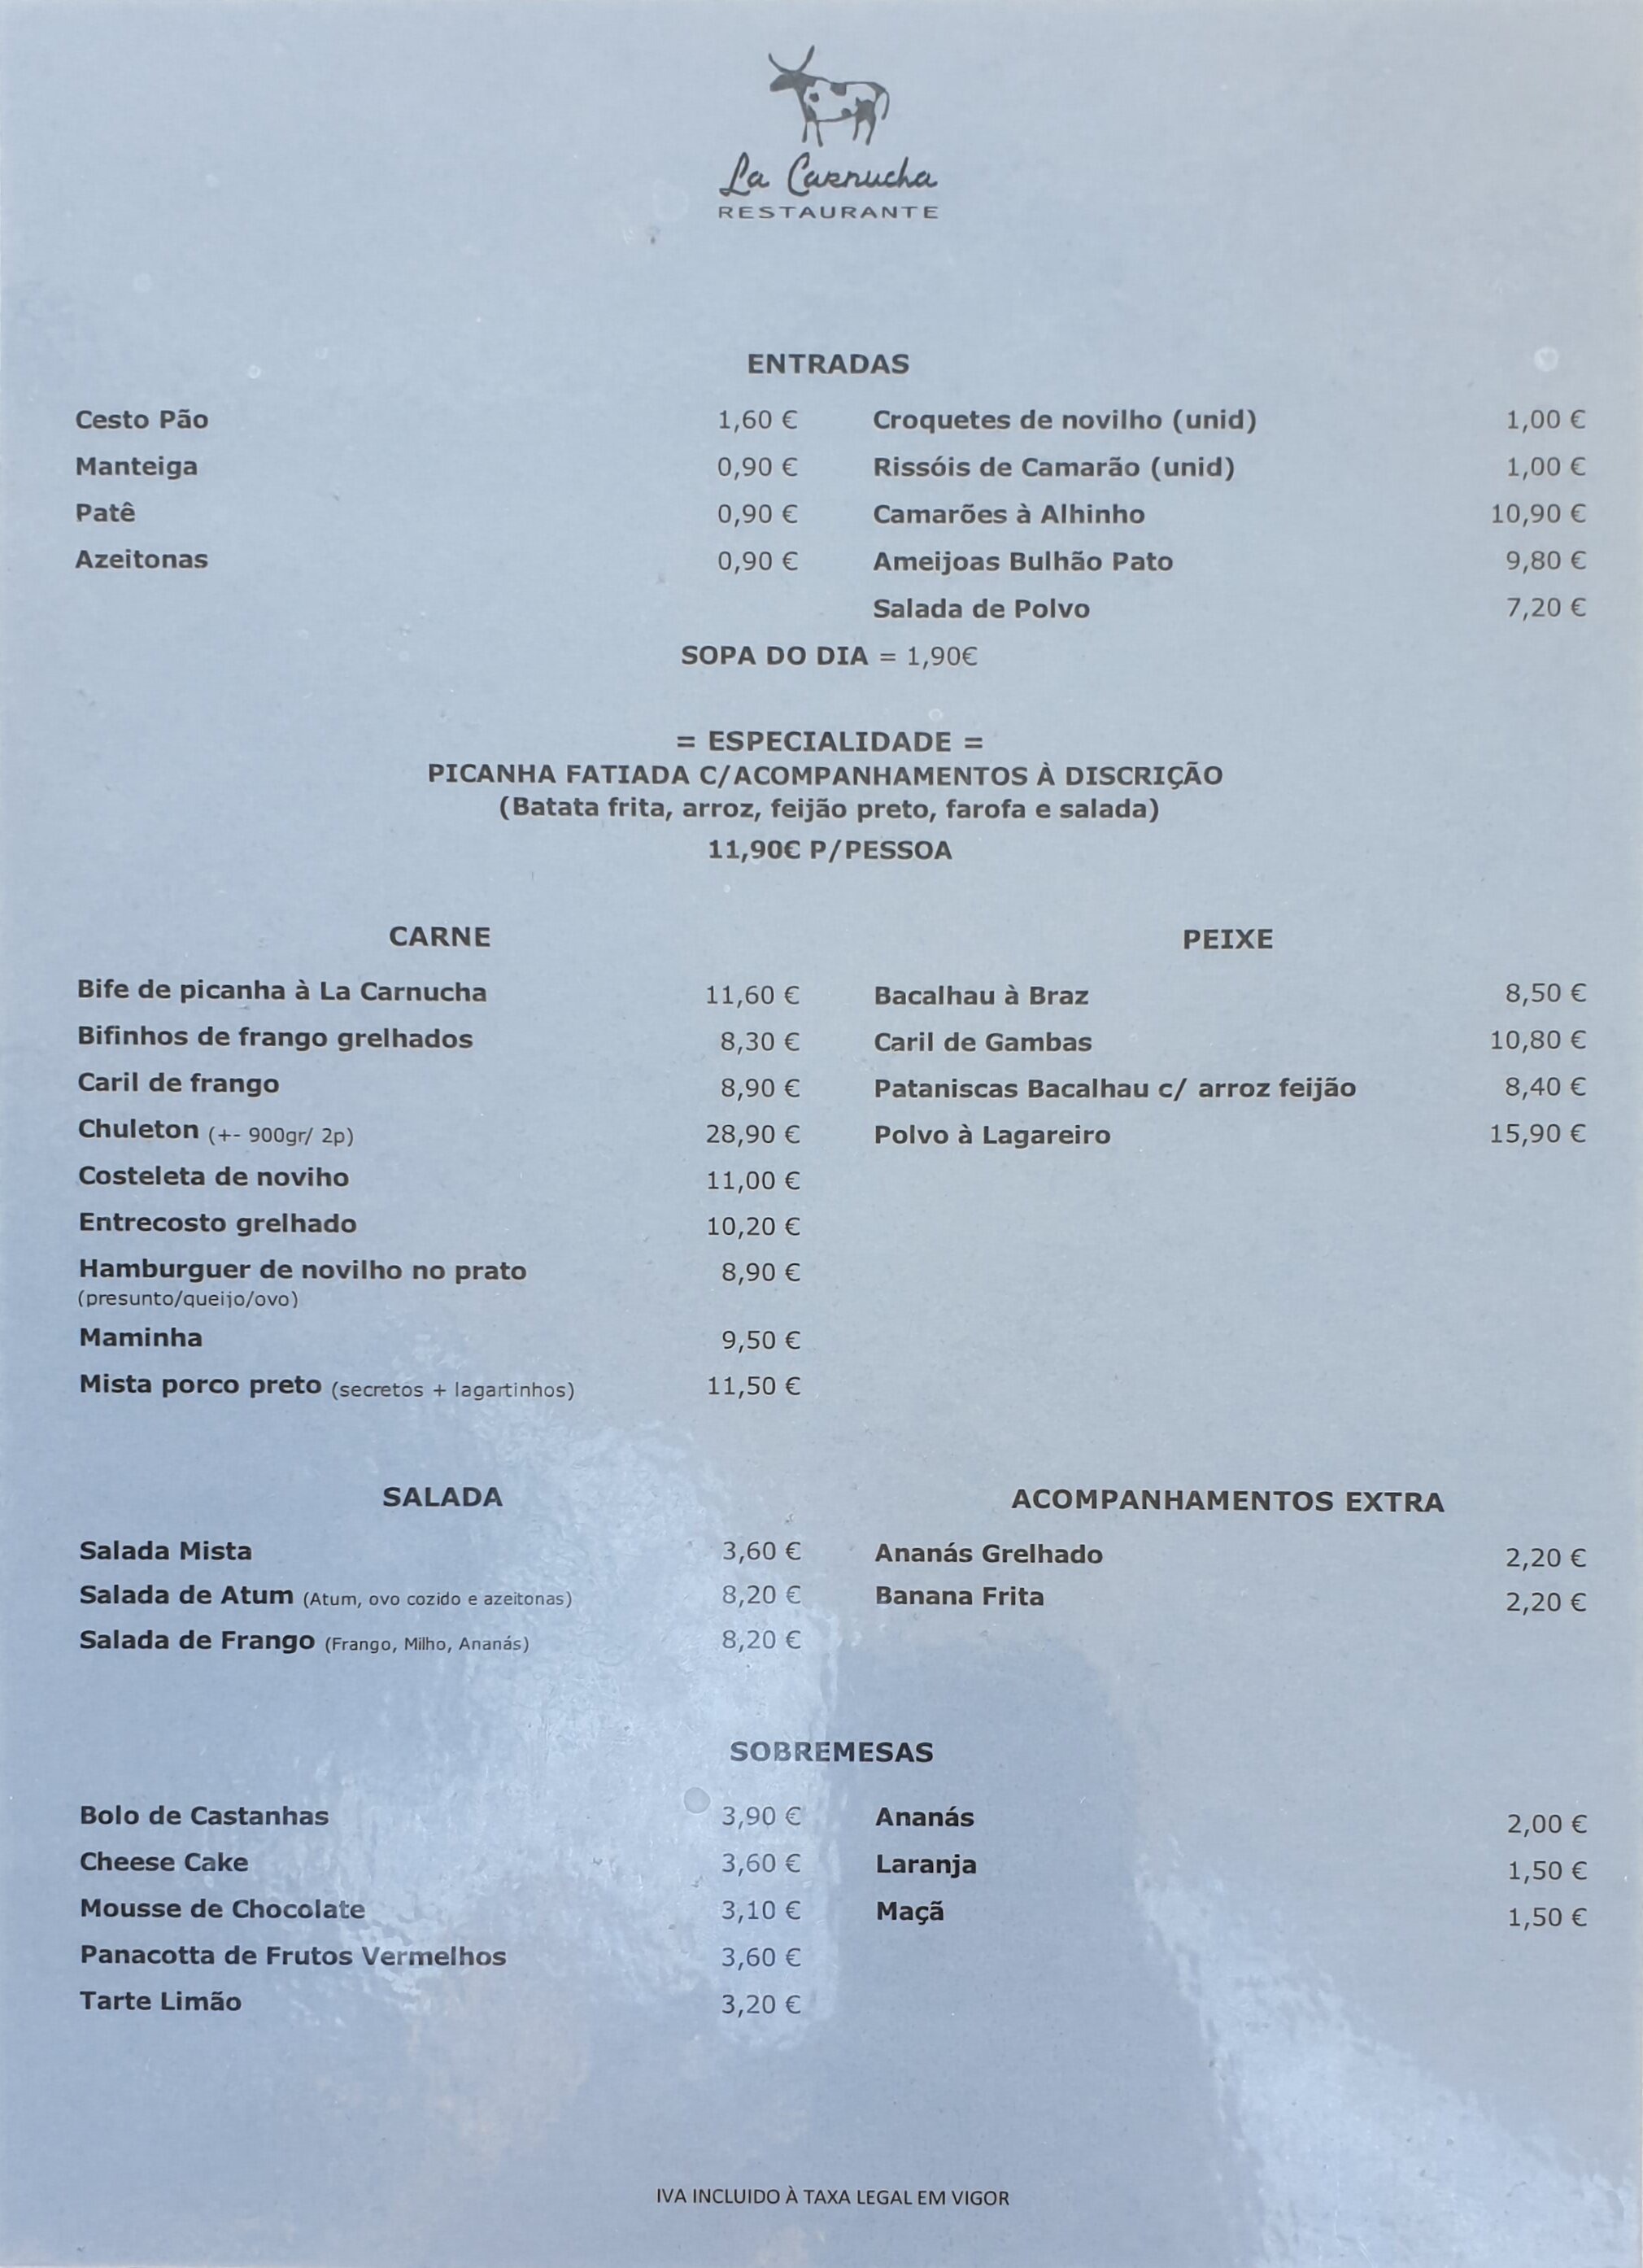 La Carnucha
RESTAURANTE
ENTRADAS
Cesto Pão 1,60 €
Manteiga 0,90 €
Patê 0,90 €
Azeitonas 0,90 €
Croquetes de novilho (unid) 1,00 €
Rissóis de Camarão (unid) 1,00 €
Camarões à Alhinho 10,90 €
Ameijoas Bulhão Pato 9,80 €
Salada de Polvo 7,20 €
SOPA DO DIA = 1,90€
= ESPECIALIDADE =
PICANHA FATIADA C/ACOMPANHAMENTOS À DISCRIÇÃO
(Batata frita, arroz, feijão preto, farofa e salada)
11,90€ P/PESSOA
CARNE
Bife de picanha à La Carnucha 11,60 €
Bifinhos de frango grelhados 8,30 €
Caril de frango 8,90 €
Chuleton (+- 900gr/ 2p) 28,90 €
Costeleta de noviho 11,00 €
Entrecosto grelhado 10,20 €
Hamburguer de novilho no prato 8,90 €
(presunto/queijo/ovo)
Maminha 9,50 €
Mista porco preto (secretos + lagartinhos) 11,50 €
PEIXE
Bacalhau à Braz 8,50 €
Caril de Gambas 10,80 €
Pataniscas Bacalhau c/ arroz feijão 8,40 €
Polvo à Lagareiro 15,90 €
SALADA
Salada Mista 3,60 €
Salada de Atum (Atum, ovo cozido e azeitonas) 8,20 €
Salada de Frango (Frango, Milho, Ananás) 8,20 €
ACOMPANHAMENTOS EXTRA
Ananás Grelhado 2,20 €
Banana Frita 2,20 €
SOBREMESAS
Bolo de Castanhas 3,90 €
Cheese Cake 3,60 €
Mousse de Chocolate 3,10 €
Panacotta de Frutos Vermelhos 3,60 €
Tarte Limão 3,20 €
Ananás 2,00 €
Laranja 1,50 €
Maçã 1,50 €
IVA INCLUIDO À TAXA LEGAL EM VIGOR